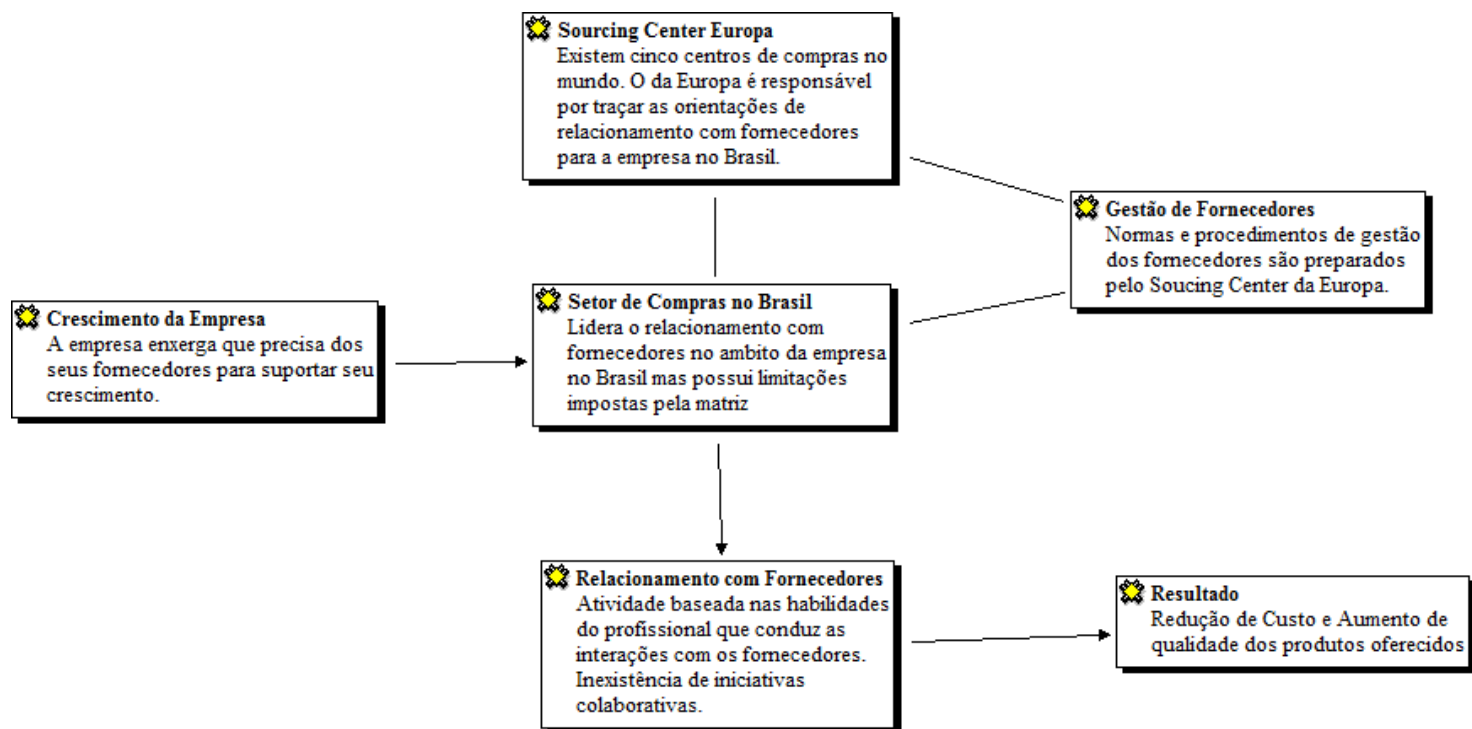 Sourcing Center Europa
Existem cinco centros de compras no
mundo. O da Europa é responsável
por traçar as orientações de
relacionamento com fornecedores
para a empresa no Brasil.
Gestão de Fornecedores
Normas e procedimentos de gestão
dos fornecedores são preparados
pelo Soucing Center da Europa.
Crescimento da Empresa
A empresa enxerga que precisa dos
seus fornecedores para suportar seu
crescimento.
Setor de Compras no Brasil
Lidera o relacionamento com
fornecedores no ambito da empresa
no Brasil mas possui limitações
impostas pela matriz
Relacionamento com Fornecedores
Atividade baseada nas habilidades
do profissional que conduz as
interações com os fornecedores.
Inexistência de iniciativas
colaborativas.
Resultado
Redução de Custo e Aumento de
qualidade dos produtos oferecidos